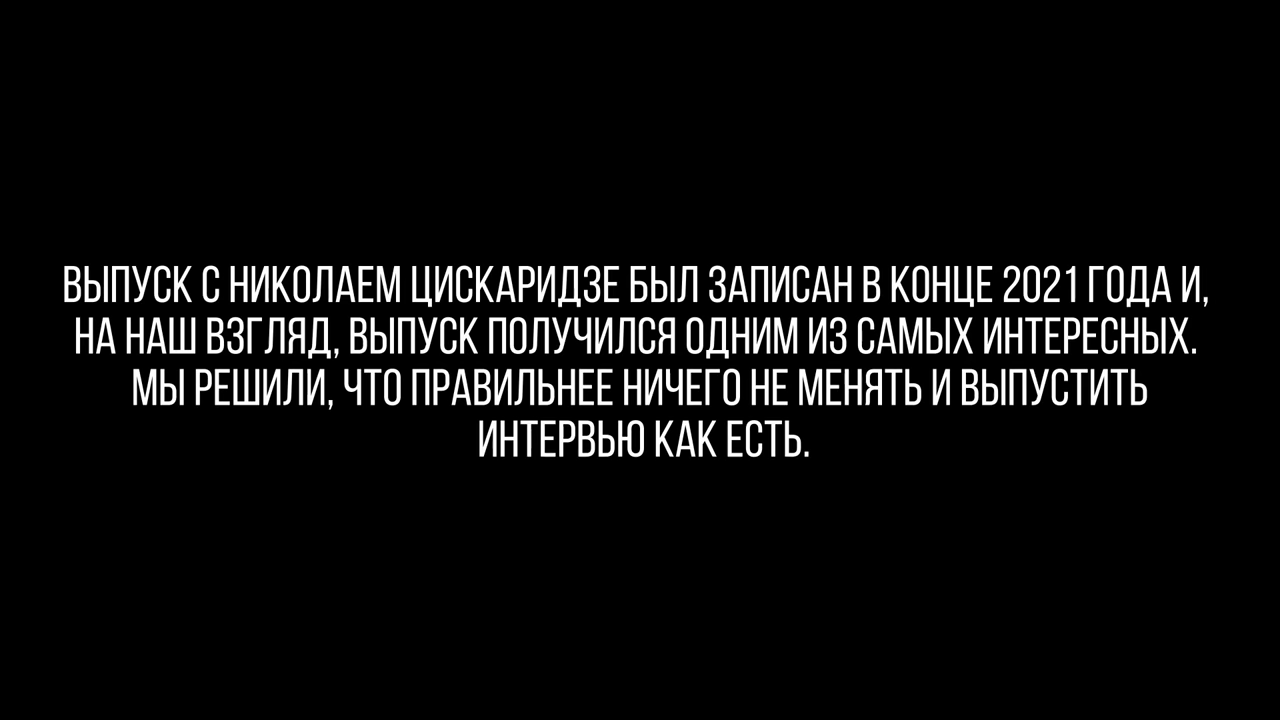 ВЫПУСК С НИКОЛАЕМ ЦИСКАРИДЗЕ БЫЛ ЗАПИСАН В КОНЦЕ 2021 ГОДА И,
НА НАШ ВЗГЛЯД, ВЫПУСК ПОЛУЧИЛСЯ ОДНИМ ИЗ САМЫХ ИНТЕРЕСНЫХ.
МЫ РЕШИЛИ, ЧТО ПРАВИЛЬНЕЕ НИЧЕГО НЕ МЕНЯТЬ И ВЫПУСТИТЬ
ИНТЕРВЬЮ КАК ЕСТЬ.